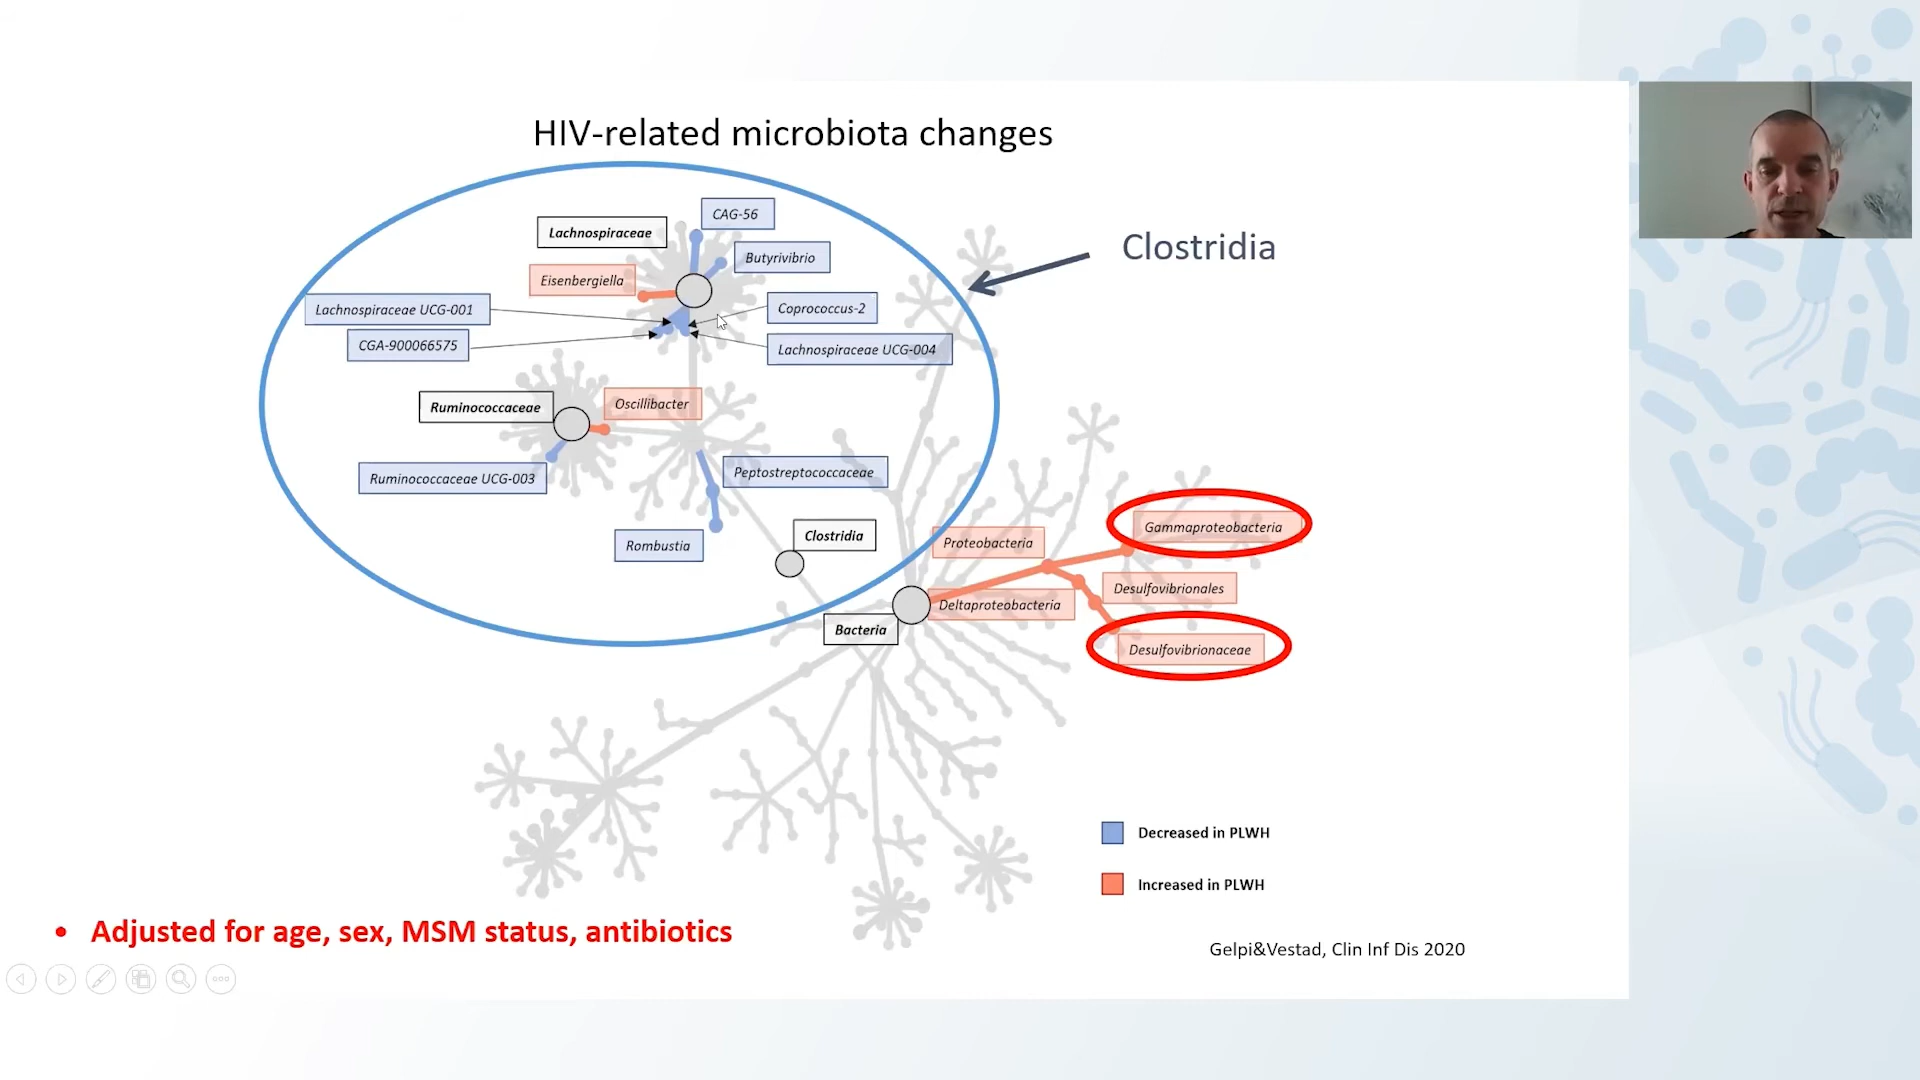 HIV-related microbiota changes
CAG-56
Lachnospiraceae
Butyrivibrio
Clostridia
Eisenbergiella
Lachnospiraceae UCG-001
Coprococcus-2
CGA-900066575
Lachnospiraceae UCG-004
Ruminococcaceae
Oscillibacter
Ruminococcaceae UCG-003
Peptostreptococcaceae
Rombustia
Clostridia
Gammaproteobacteria
Proteobacteria
Desulfovibrionales
Deltaproteobacteria
Bacteria
Desulfovibrionaceae
Decreased in PLWH
Increased in PLWH
• Adjusted for age, sex, MSM status, antibiotics
Gelpi&Vestad, Clin Inf Dis 2020